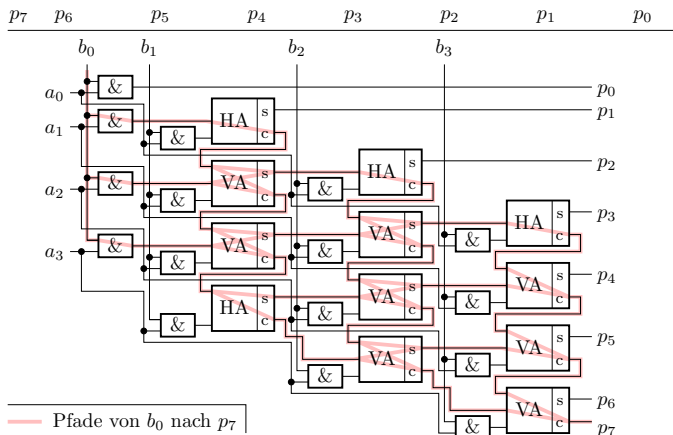 p₇ p₆ p₅ p₄ p₃ p₂ p₁ p₀
b₀ b₁ b₂ b₃
a₀ & p₀
a₁ & & HA s c p₁
a₂ & & VA & HA s c p₂
a₃ & & VA & VA & HA s c p₃
& HA & VA & VA s c p₄
& VA & VA s c p₅
& VA s c p₆
p₇
Pfade von b₀ nach p₇